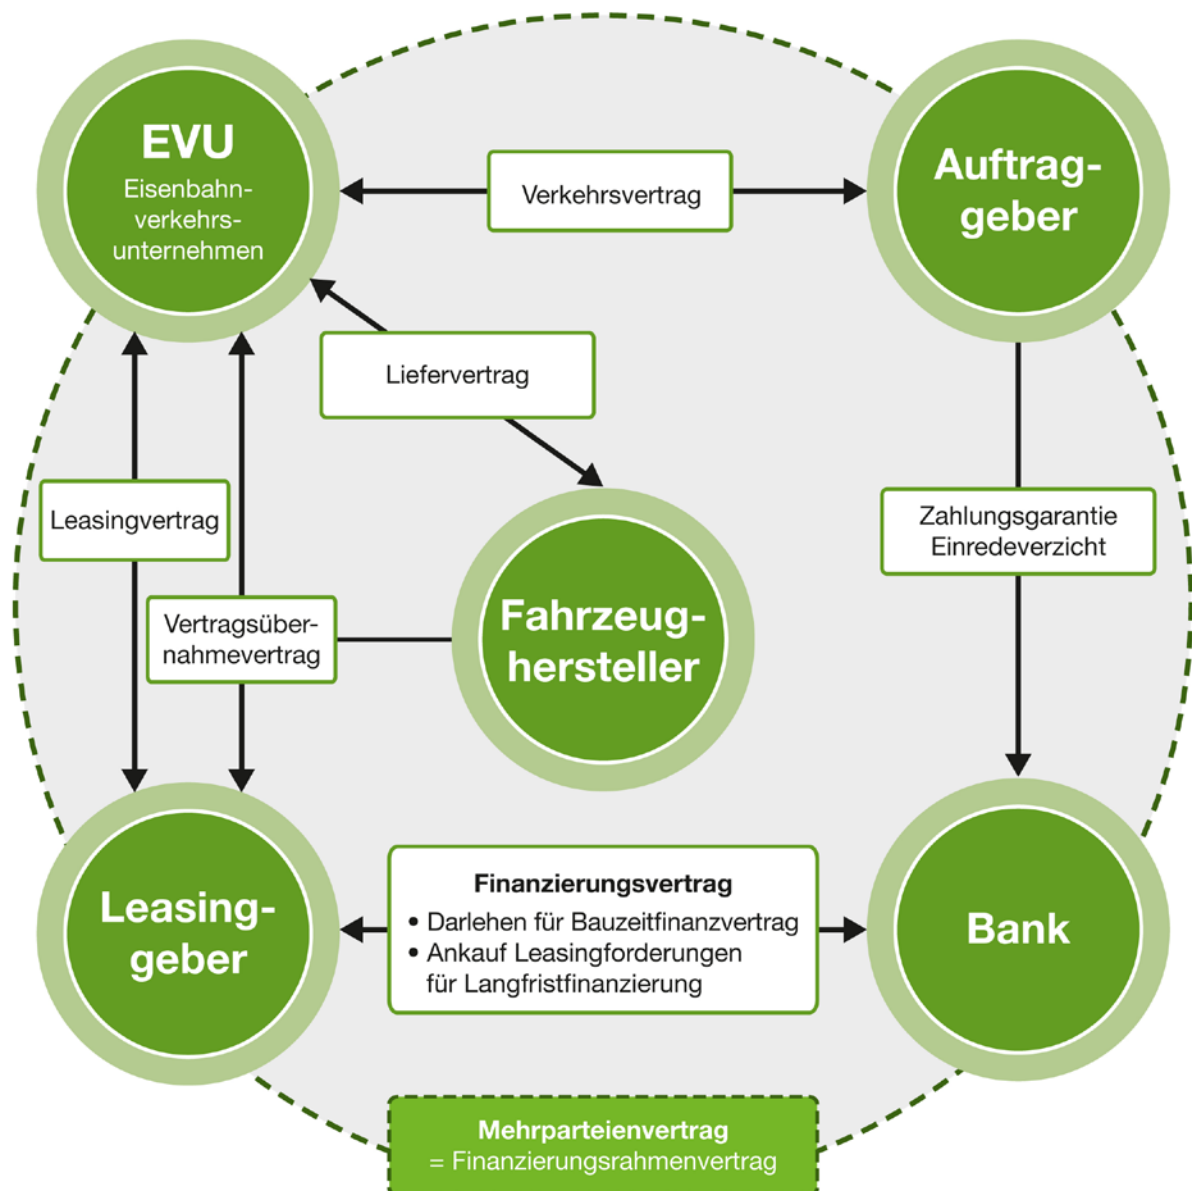 EVU
Eisenbahn-
verkehrs-
unternehmen
Verkehrsvertrag
Auftrag-
geber
Liefervertrag
Leasingvertrag
Zahlungsgarantie
Einredeverzicht
Vertragsüber-
nahmevertrag
Fahrzeug-
hersteller
Leasing-
geber
Finanzierungsvertrag
• Darlehen für Bauzeitfinanzvertrag
• Ankauf Leasingforderungen
für Langfristfinanzierung
Bank
Mehrparteienvertrag
= Finanzierungsrahmenvertrag